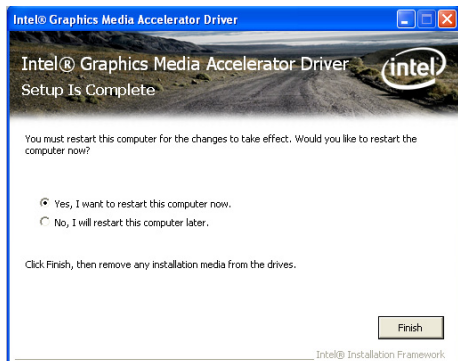 Intel® Graphics Media Accelerator Driver
Intel® Graphics Media Accelerator Driver
intel
Setup Is Complete
You must restart this computer for the changes to take effect. Would you like to restart the
computer now?
Yes, I want to restart this computer now.
No, I will restart this computer later.
Click Finish, then remove any installation media from the drives.
Finish
Intel® Installation Framework